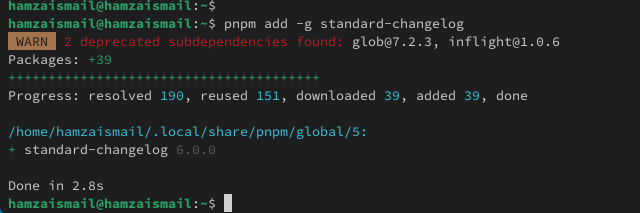 hamzaismail@hamzaismail:~$
hamzaismail@hamzaismail:~$ pnpm add -g standard-changelog
WARN 2 deprecated subdependencies found: glob@7.2.3, inflight@1.0.6
Packages: +39
+++++++++++++++++++++++++++++++++++++++
Progress: resolved 190, reused 151, downloaded 39, added 39, done
/home/hamzaismail/.local/share/pnpm/global/5:
+ standard-changelog 6.0.0
Done in 2.8s
hamzaismail@hamzaismail:~$